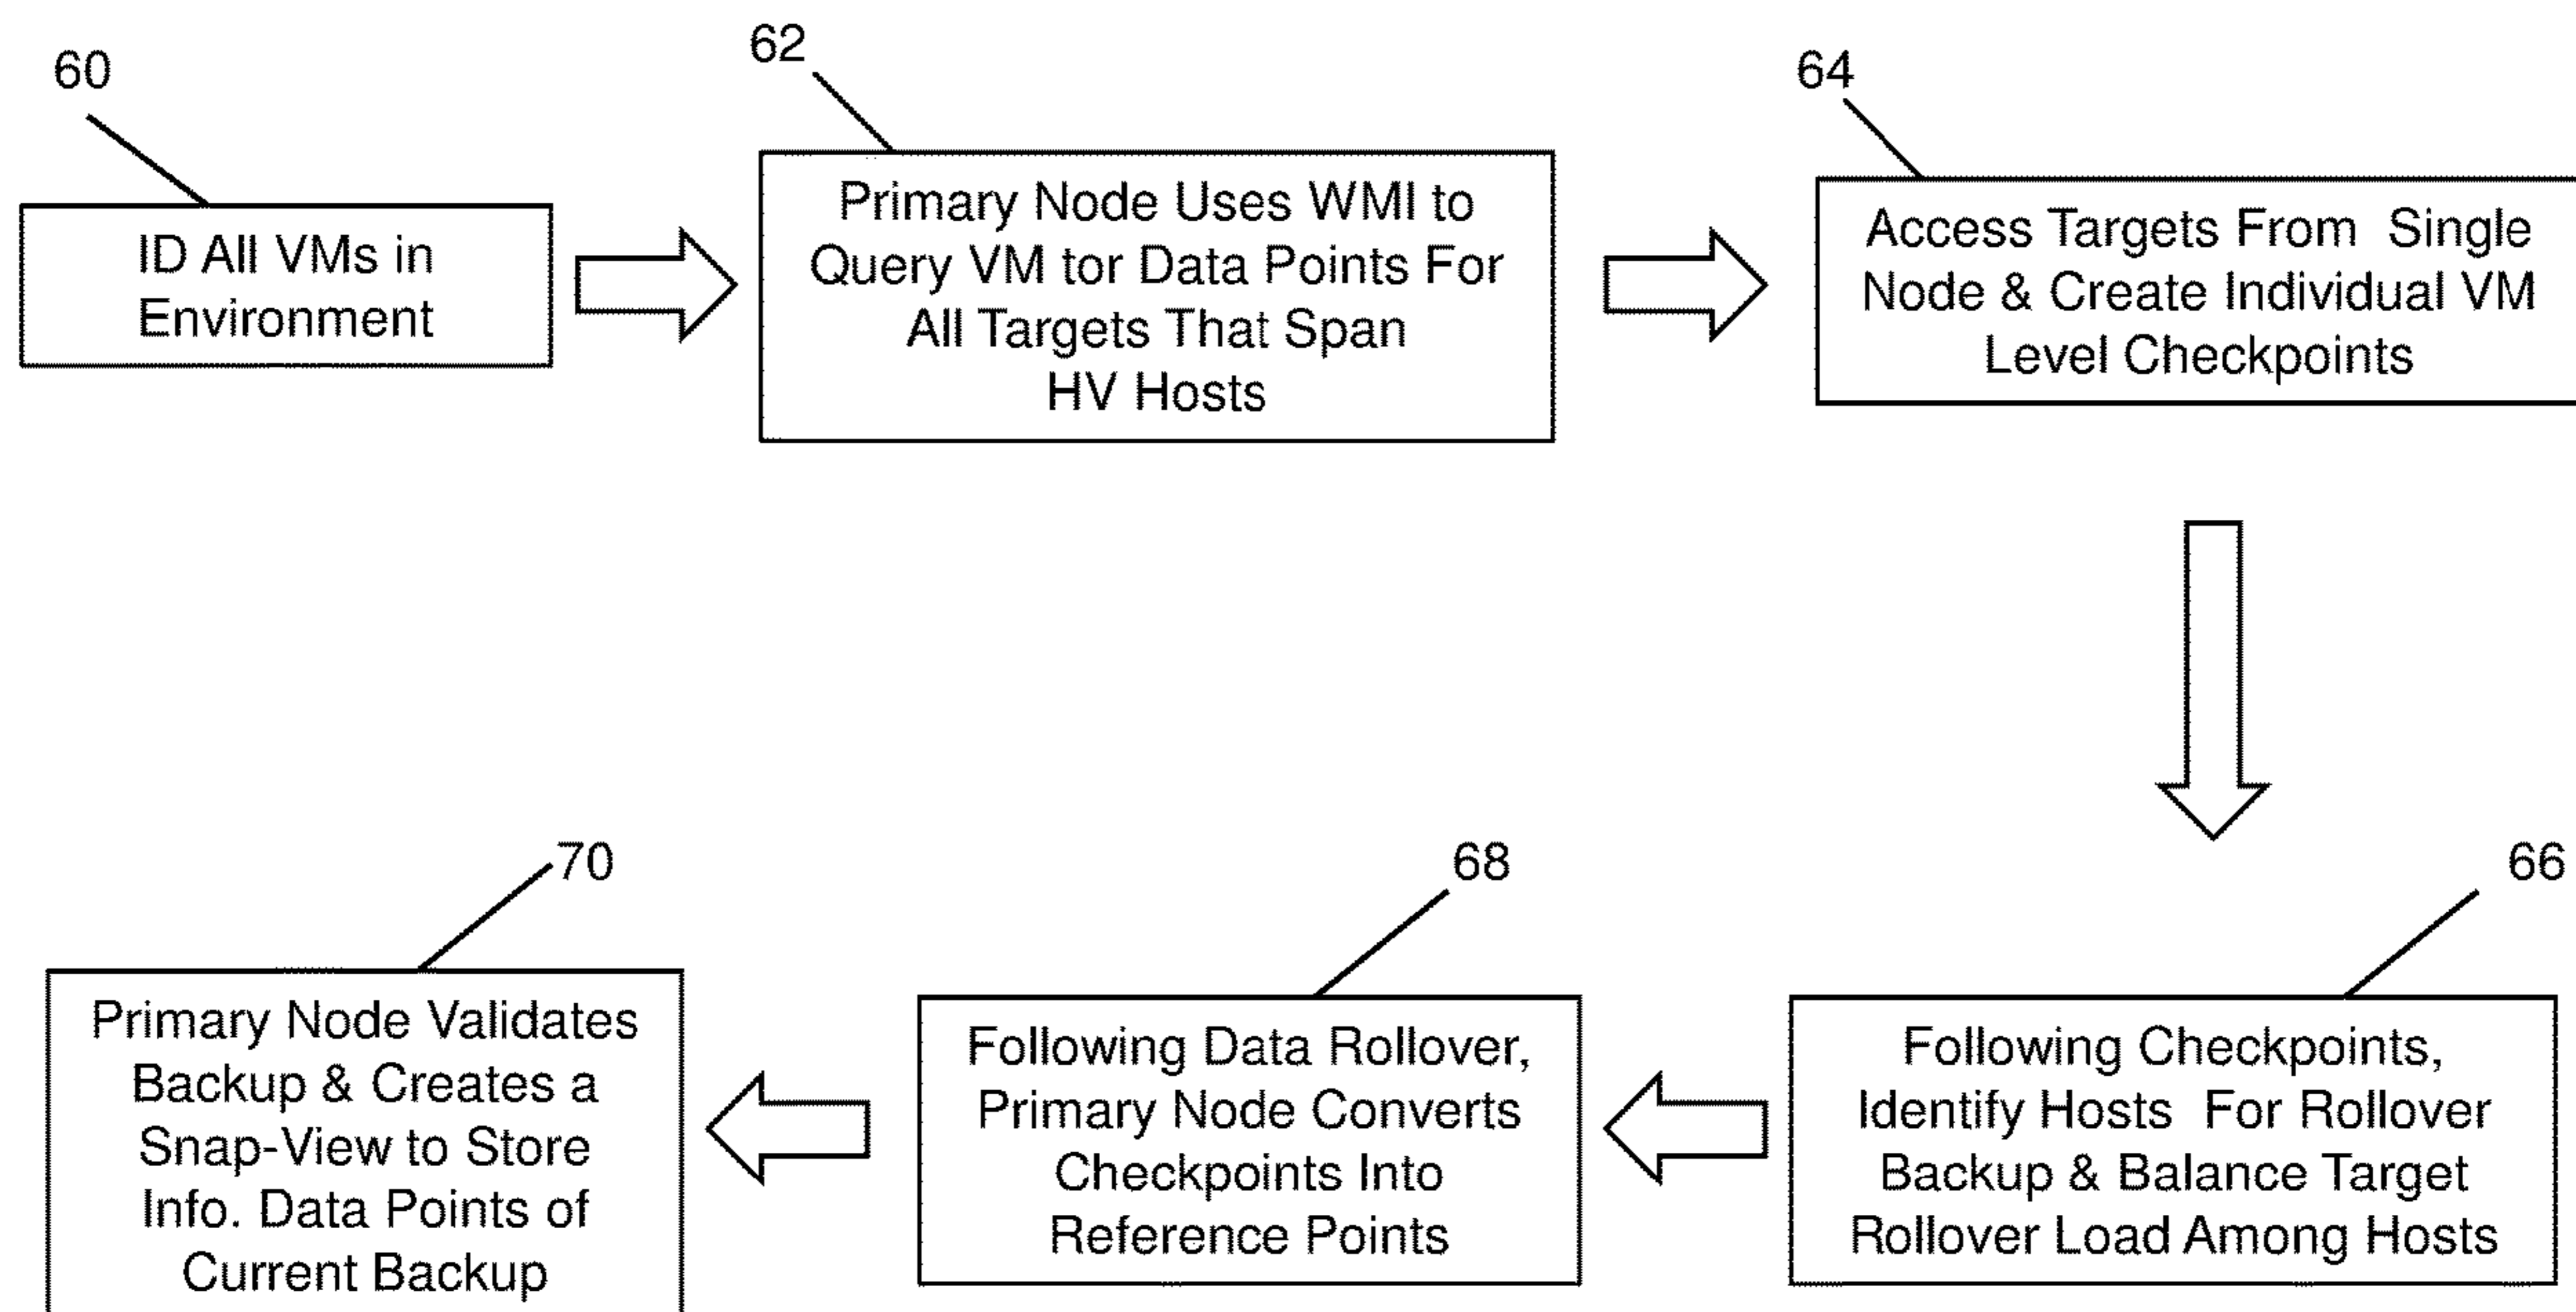 60
ID All VMs in
Environment
62
Primary Node Uses WMI to
Query VM tor Data Points For
All Targets That Span
HV Hosts
64
Access Targets From Single
Node & Create Individual VM
Level Checkpoints
66
Following Checkpoints,
Identify Hosts For Rollover
Backup & Balance Target
Rollover Load Among Hosts
68
Following Data Rollover,
Primary Node Converts
Checkpoints Into
Reference Points
70
Primary Node Validates
Backup & Creates a
Snap-View to Store
Info. Data Points of
Current Backup